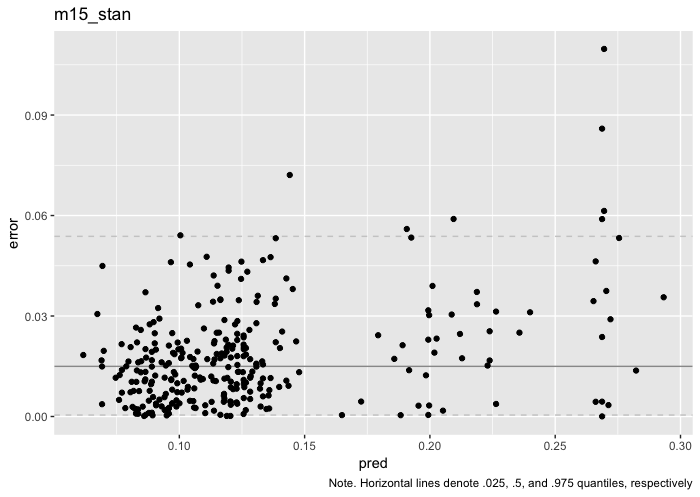 m15_stan
error
0.09
0.06
0.03
0.00
0.10 0.15 0.20 0.25 0.30
pred
Note. Horizontal lines denote .025, .5, and .975 quantiles, respectively